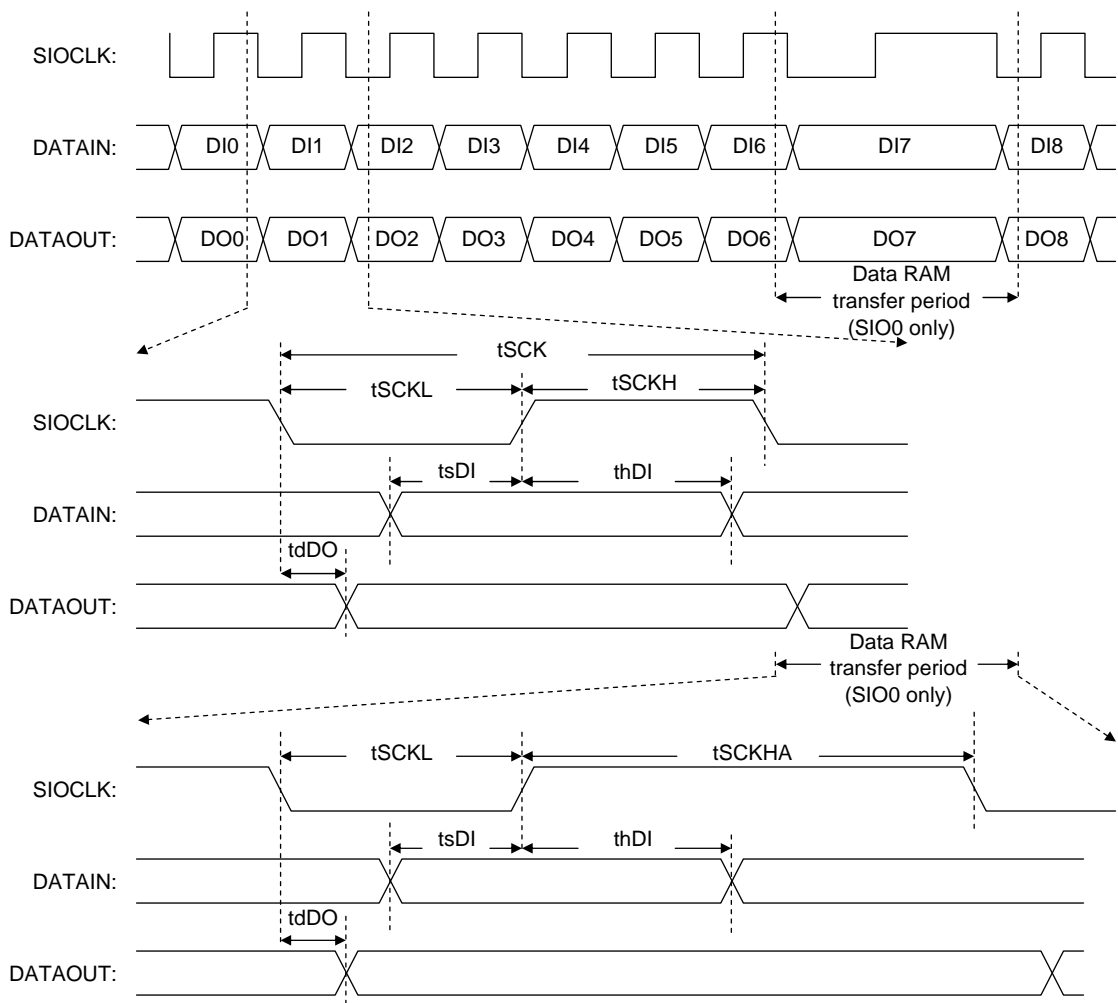 SIOCLK:
DATAIN: DI0 DI1 DI2 DI3 DI4 DI5 DI6 DI7 DI8
DATAOUT: DO0 DO1 DO2 DO3 DO4 DO5 DO6 DO7 DO8
Data RAM
transfer period
(SIO0 only)
tSCK
tSCKL tSCKH
SIOCLK:
tsDI thDI
DATAIN:
tdDO
DATAOUT:
Data RAM
transfer period
(SIO0 only)
tSCKL tSCKHA
SIOCLK:
tsDI thDI
DATAIN:
tdDO
DATAOUT: